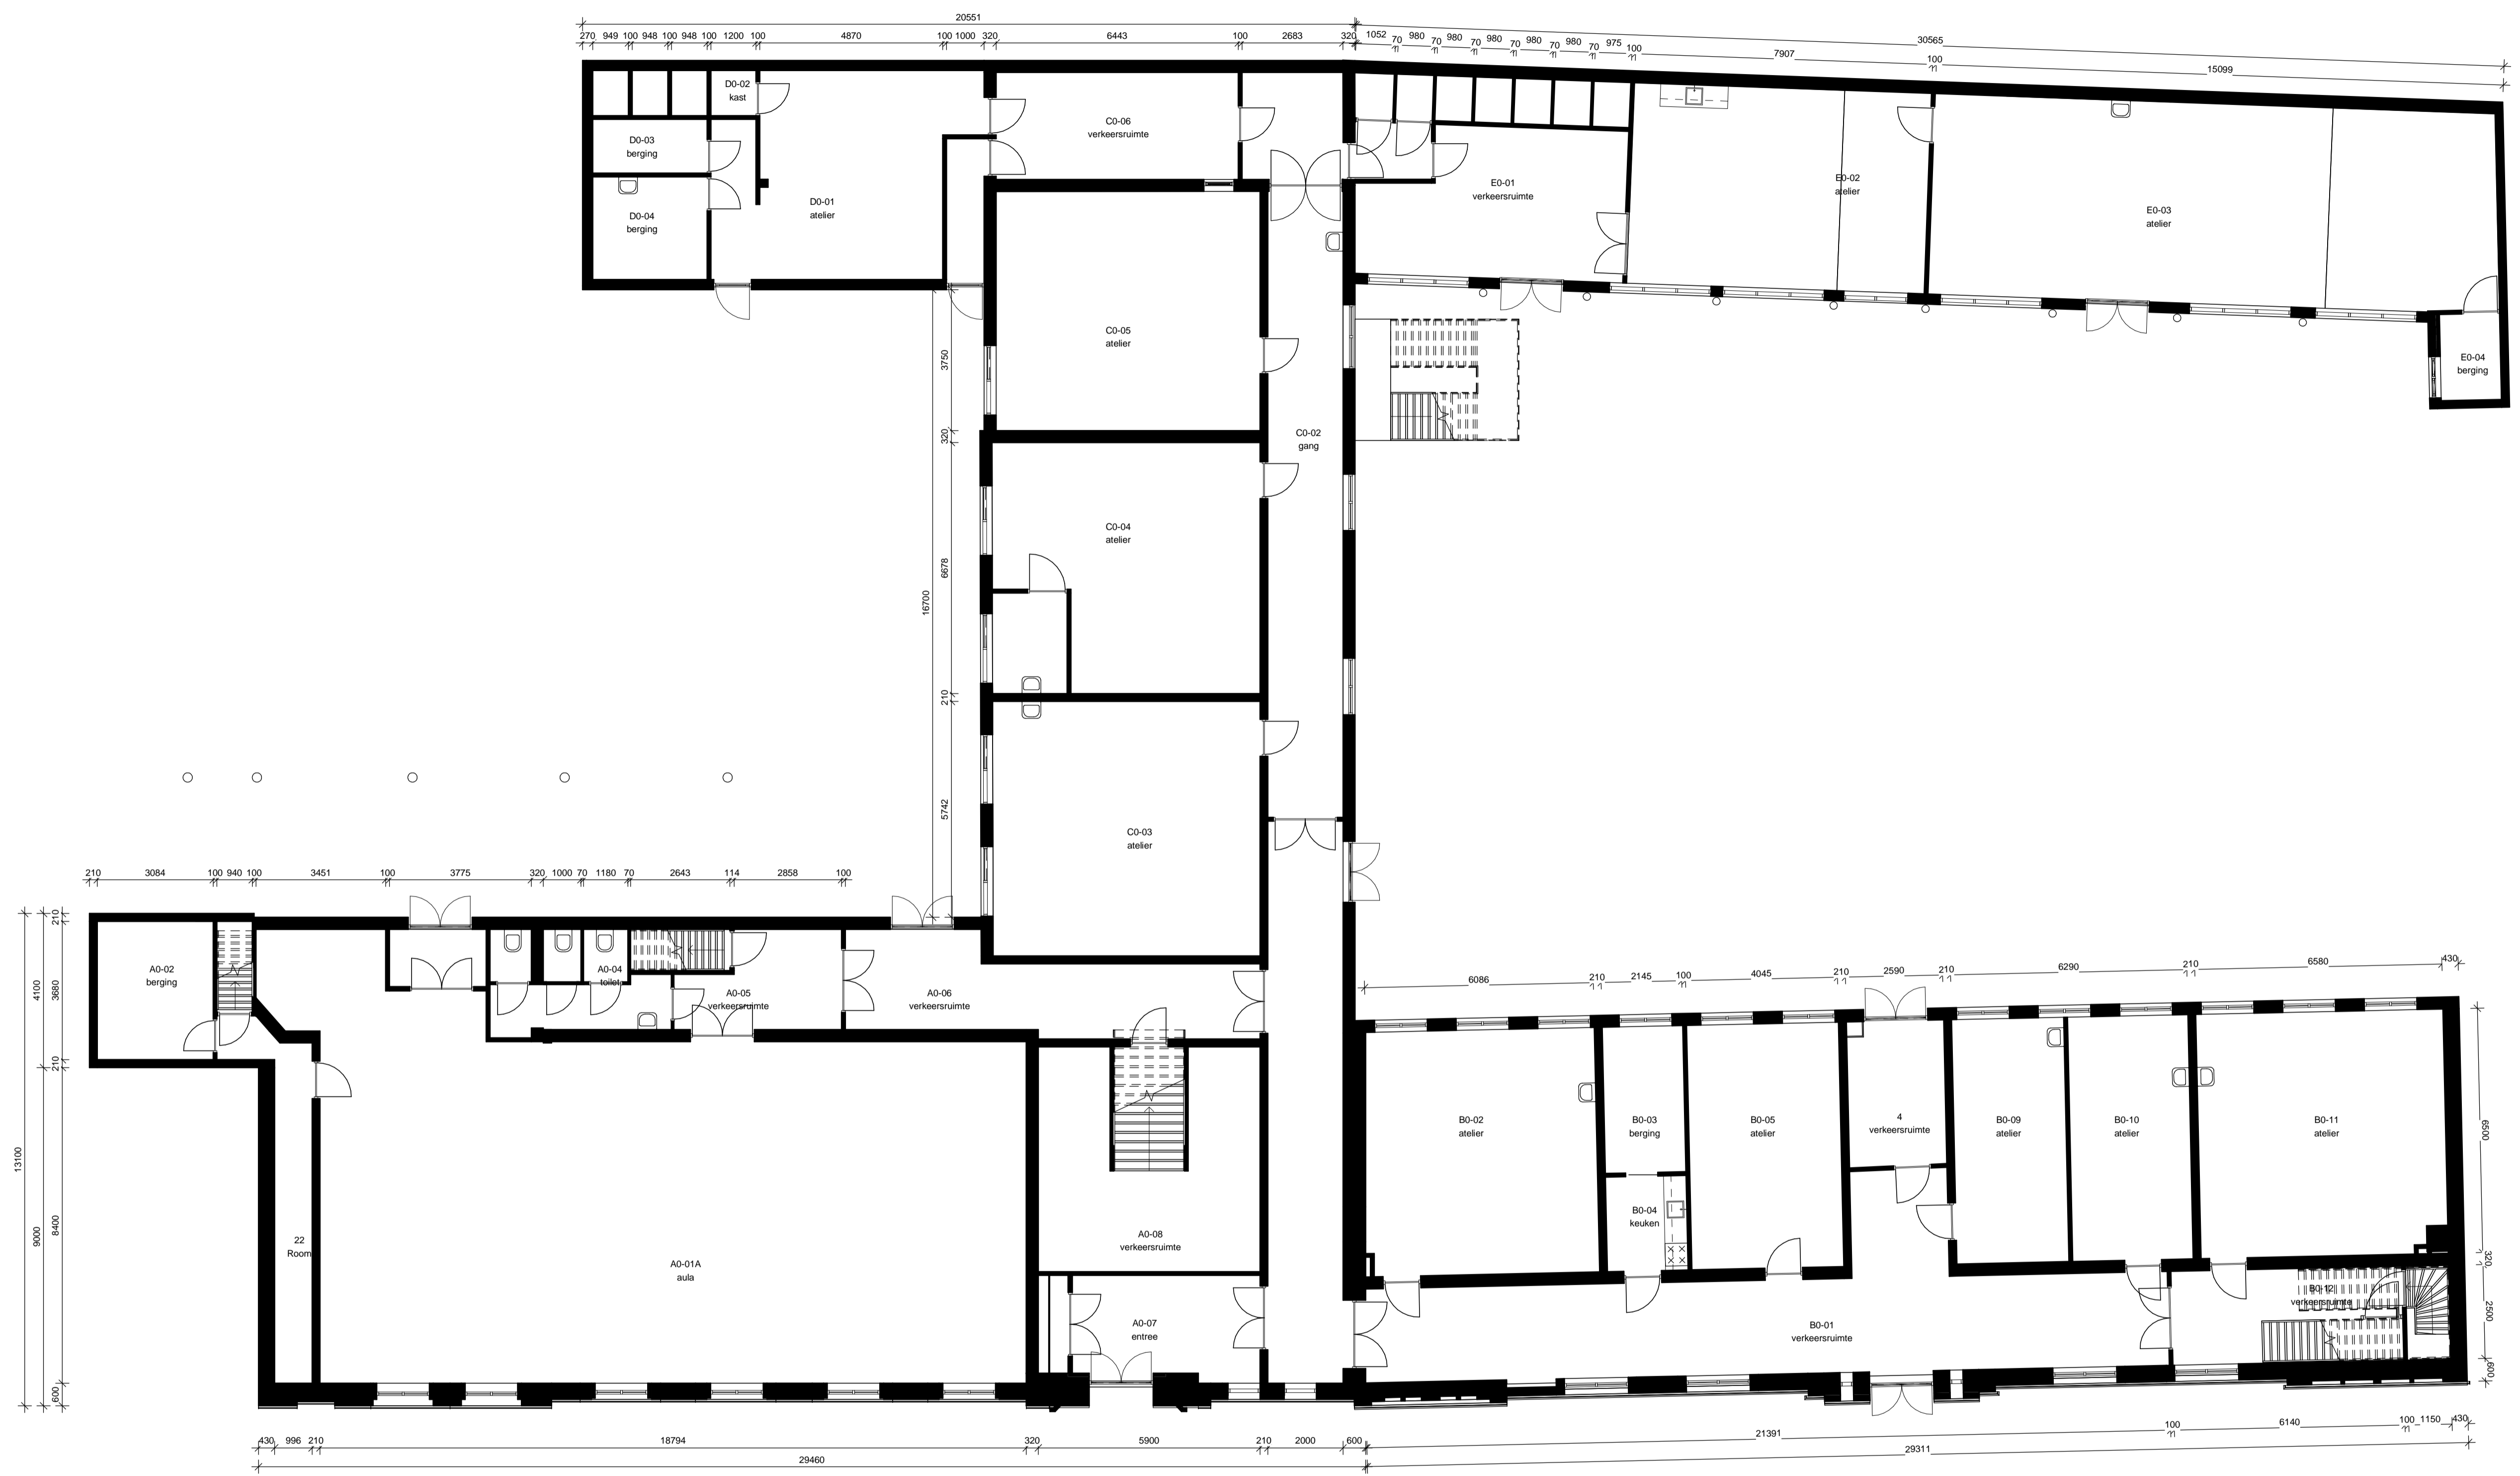 20551
270 949 100 948 100 948 100 1200 100 4870 100 1000 320 6443 100 2683 320
30565
1052 70 980 70 980 70 980 70 980 70 980 70 975 100 7907 100 15099
D0-02
kast
D0-03
berging
D0-04
berging
D0-01
atelier
C0-06
verkeersruimte
E0-01
verkeersruimte
E0-02
atelier
E0-03
atelier
E0-04
berging
C0-05
atelier
C0-02
gang
C0-04
atelier
C0-03
atelier
3750
320
6678
210
5742
16700
210 3084 100 940 100 3451 100 3775 320 1000 70 1180 70 2643 114 2858 100
210
3680
210
8400
600
4100
9000
13100
A0-02
berging
A0-04
toilet
A0-05
verkeersruimte
A0-06
verkeersruimte
22
Room
A0-01A
aula
A0-08
verkeersruimte
A0-07
entree
6086 210 2145 100 4045 210 2590 210 6290 210 6580 430
B0-02
atelier
B0-03
berging
B0-04
keuken
B0-05
atelier
4
verkeersruimte
B0-09
atelier
B0-10
atelier
B0-11
atelier
B0-12
verkeersruimte
B0-01
verkeersruimte
6500
320
2500
600
430 996 210 18794 320 5900 210 2000 600
29460
21391 100 6140 100 1150 430
29311